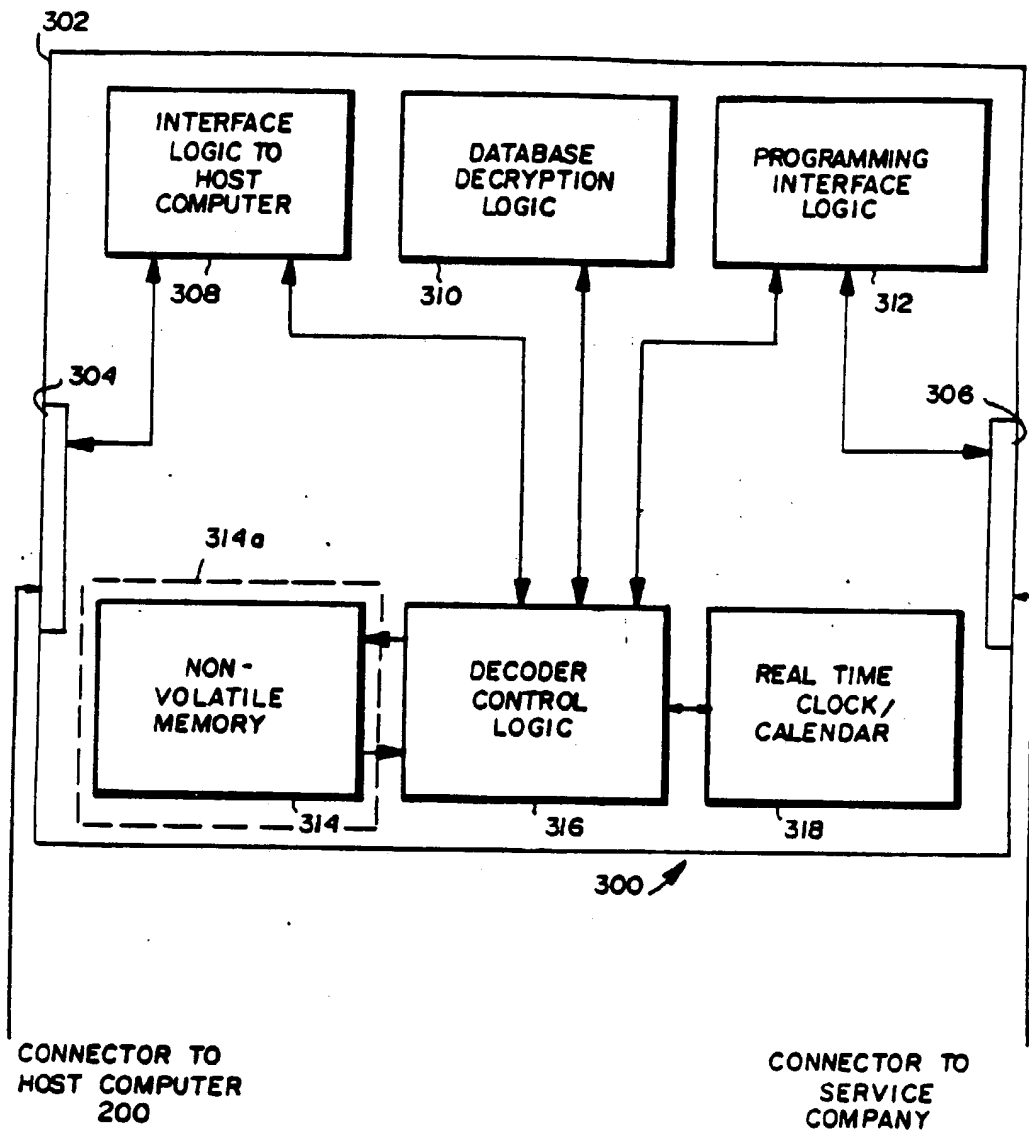 302
INTERFACE
LOGIC TO
HOST
COMPUTER
308
DATABASE
DECRYPTION
LOGIC
310
PROGRAMMING
INTERFACE
LOGIC
312
304
306
314a
NON-
VOLATILE
MEMORY
314
DECODER
CONTROL
LOGIC
316
REAL TIME
CLOCK/
CALENDAR
318
300
CONNECTOR TO
HOST COMPUTER
200
CONNECTOR TO
SERVICE
COMPANY